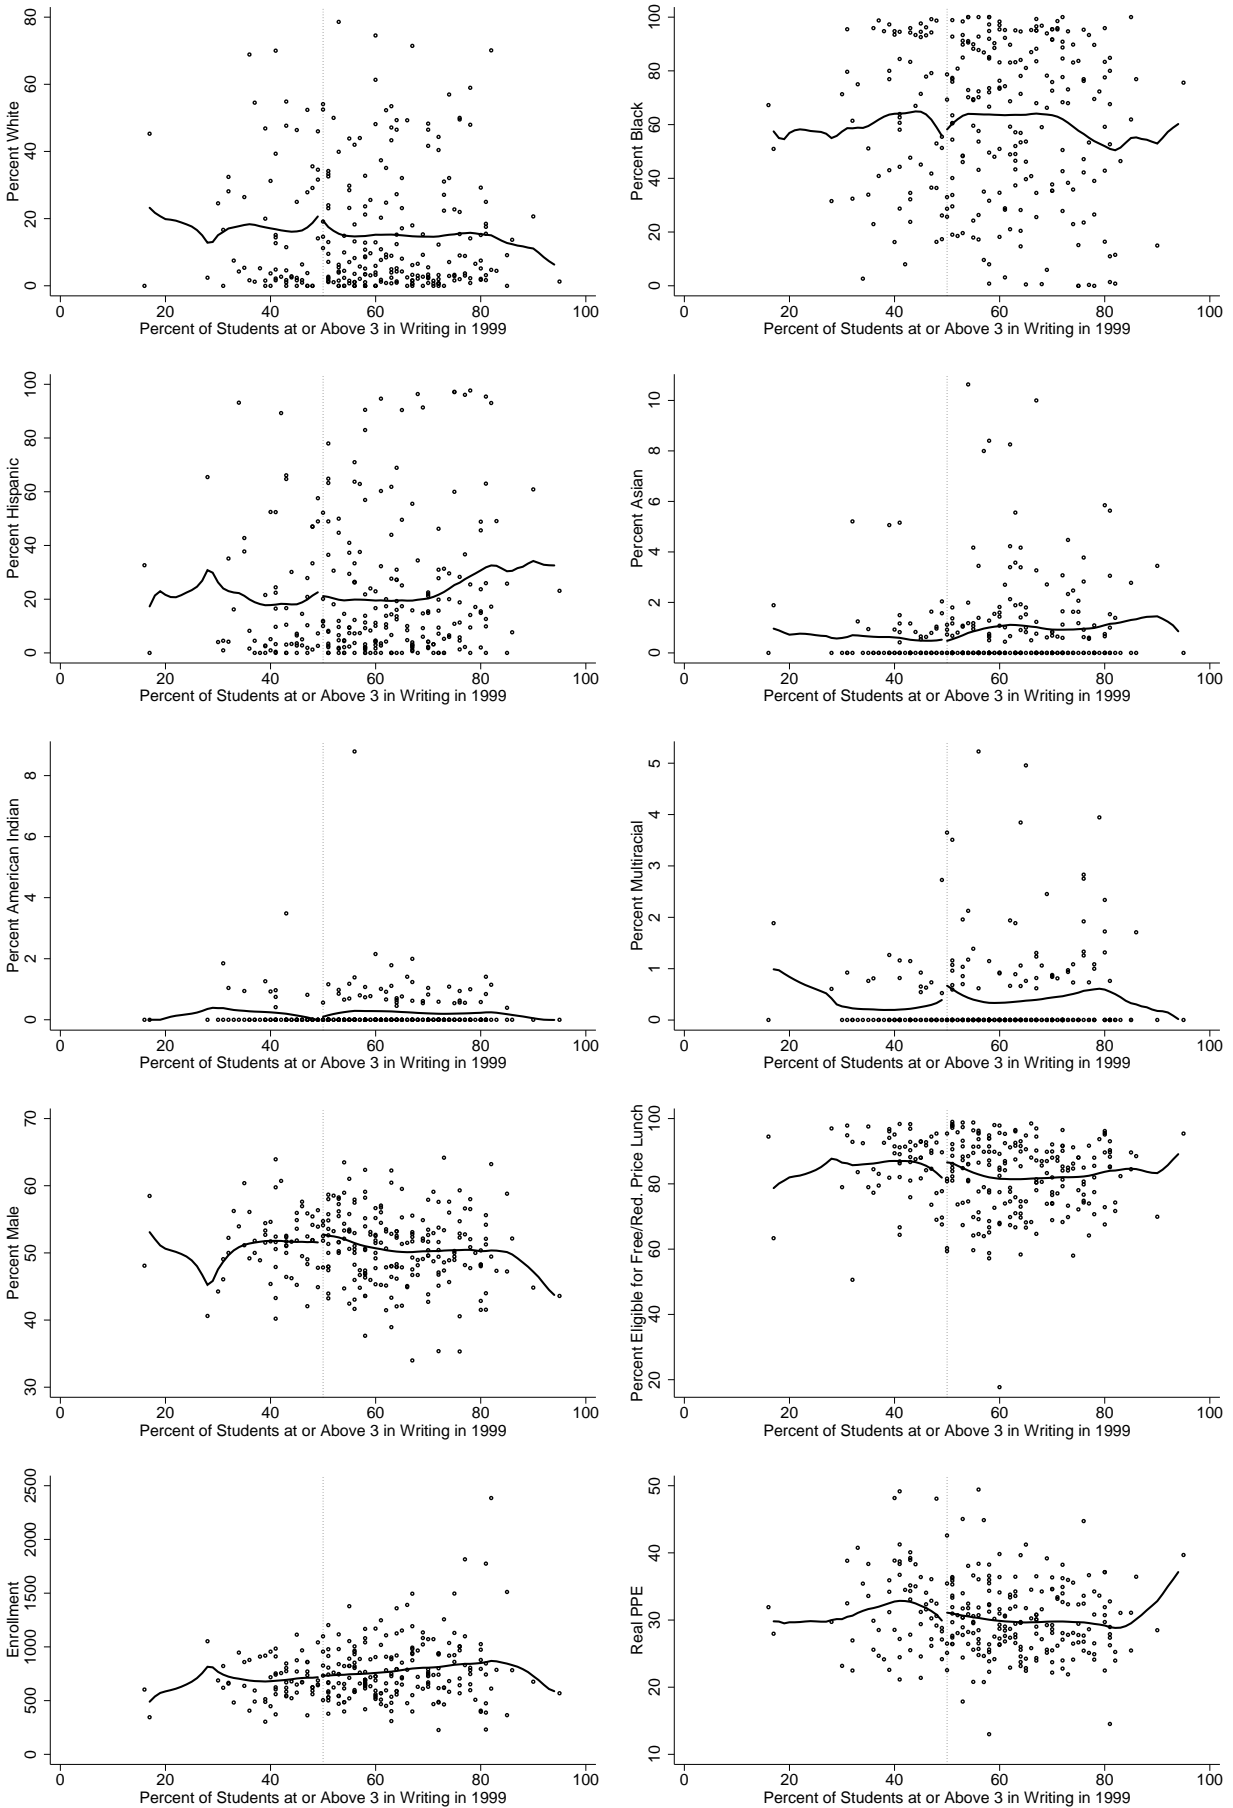 80
60
40
20
0
Percent White
0 20 40 60 80 100
Percent of Students at or Above 3 in Writing in 1999
100
80
60
40
20
0
Percent Black
0 20 40 60 80 100
Percent of Students at or Above 3 in Writing in 1999
100
80
60
40
20
0
Percent Hispanic
0 20 40 60 80 100
Percent of Students at or Above 3 in Writing in 1999
10
8
6
4
2
0
Percent Asian
0 20 40 60 80 100
Percent of Students at or Above 3 in Writing in 1999
8
6
4
2
0
Percent American Indian
0 20 40 60 80 100
Percent of Students at or Above 3 in Writing in 1999
5
4
3
2
1
0
Percent Multiracial
0 20 40 60 80 100
Percent of Students at or Above 3 in Writing in 1999
70
60
50
40
30
Percent Male
0 20 40 60 80 100
Percent of Students at or Above 3 in Writing in 1999
100
80
60
40
20
Percent Eligible for Free/Red. Price Lunch
0 20 40 60 80 100
Percent of Students at or Above 3 in Writing in 1999
2500
2000
1500
1000
500
0
Enrollment
0 20 40 60 80 100
Percent of Students at or Above 3 in Writing in 1999
50
40
30
20
10
Real PPE
0 20 40 60 80 100
Percent of Students at or Above 3 in Writing in 1999